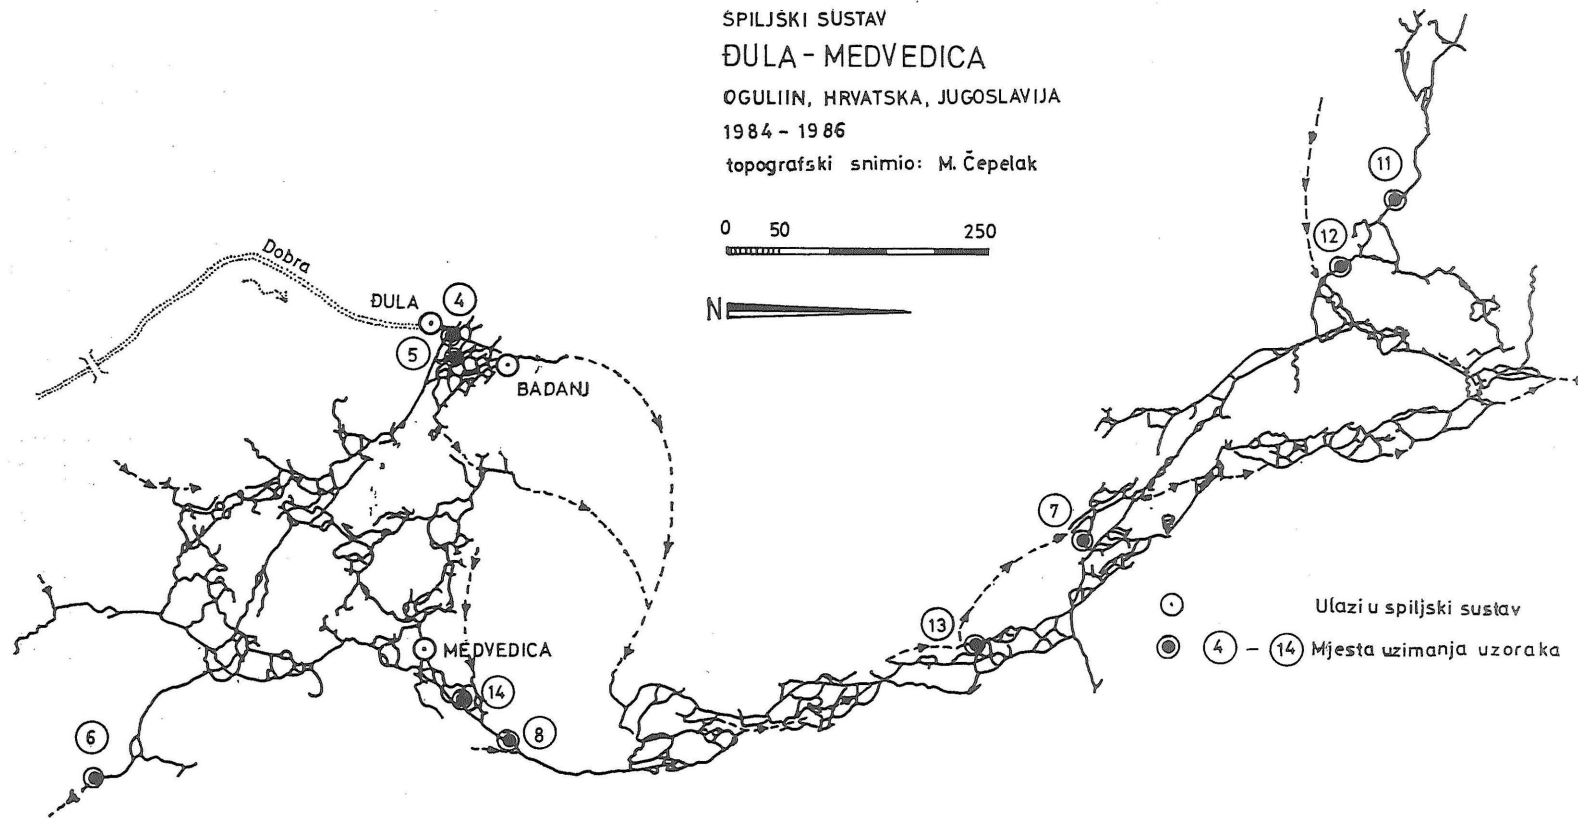 SPILJSKI SUSTAV
ĐULA - MEDVEDICA
OGULIIN, HRVATSKA, JUGOSLAVIJA
1984 - 1986
topografski snimio: M. Čepelak
0 50 250
N
Dobra
ĐULA
4
5
BADANJ
11
12
7
13
MEDVEDICA
14
8
6
Ulazi u spiljski sustav
4 - 14 Mjesta uzimanja uzoraka